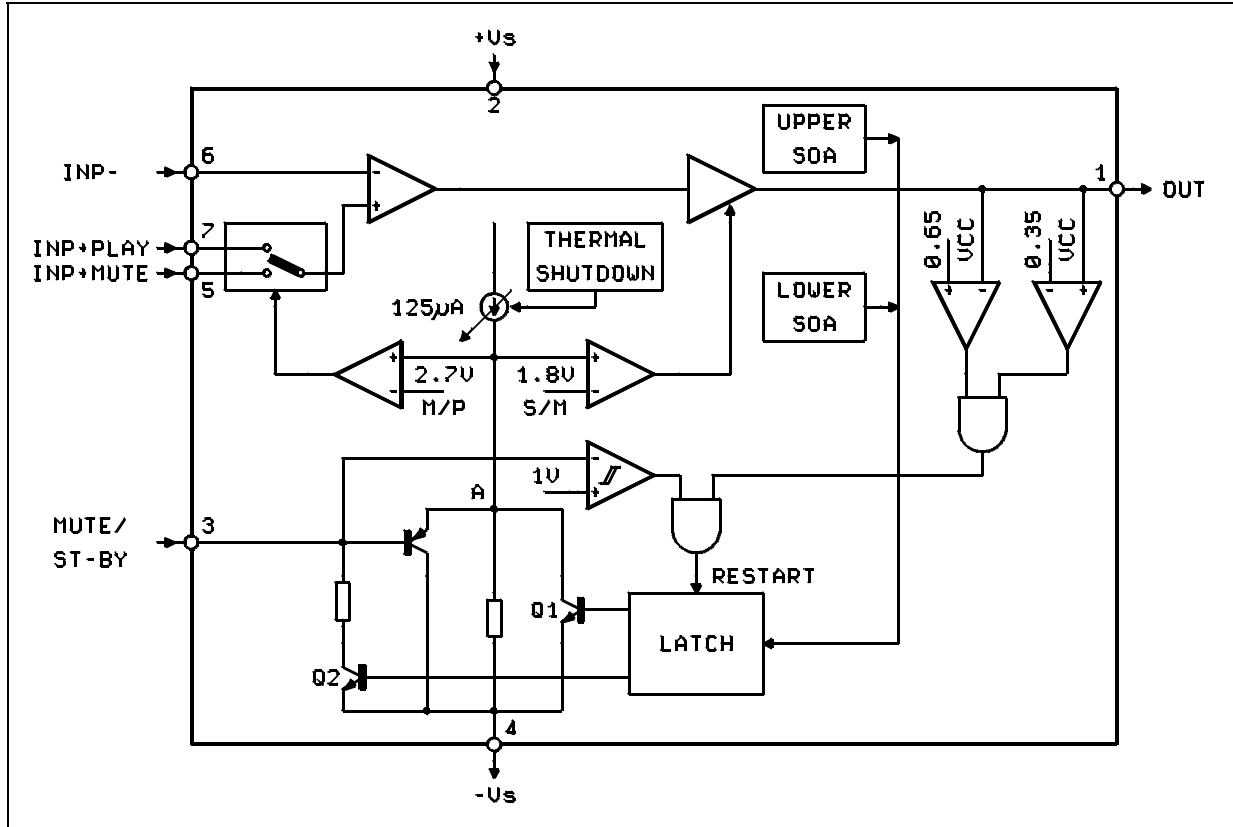 +Vs
2
UPPER
SOA
6
INP-
-
+
1
OUT
7
INP+PLAY
INP+MUTE
5
THERMAL
SHUTDOWN
0.65
VCC
0.35
VCC
+ -
- +
125µA
LOWER
SOA
+
2.7V
-
M/P
+
1.8V
-
S/M
-
1V
+
A
MUTE/
ST-BY
3
RESTART
Q1
LATCH
Q2
4
-Vs